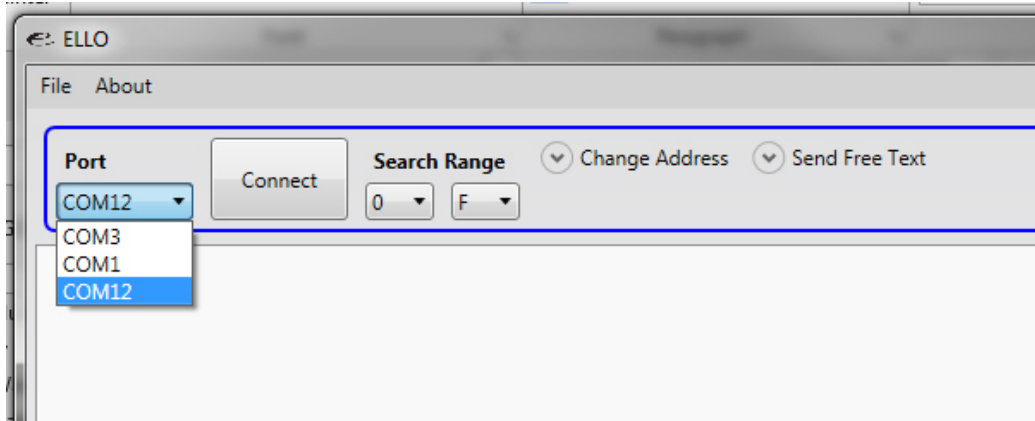 ELLO
File About
Port
Connect
Search Range
Change Address
Send Free Text
COM12
0
F
COM3
COM1
COM12